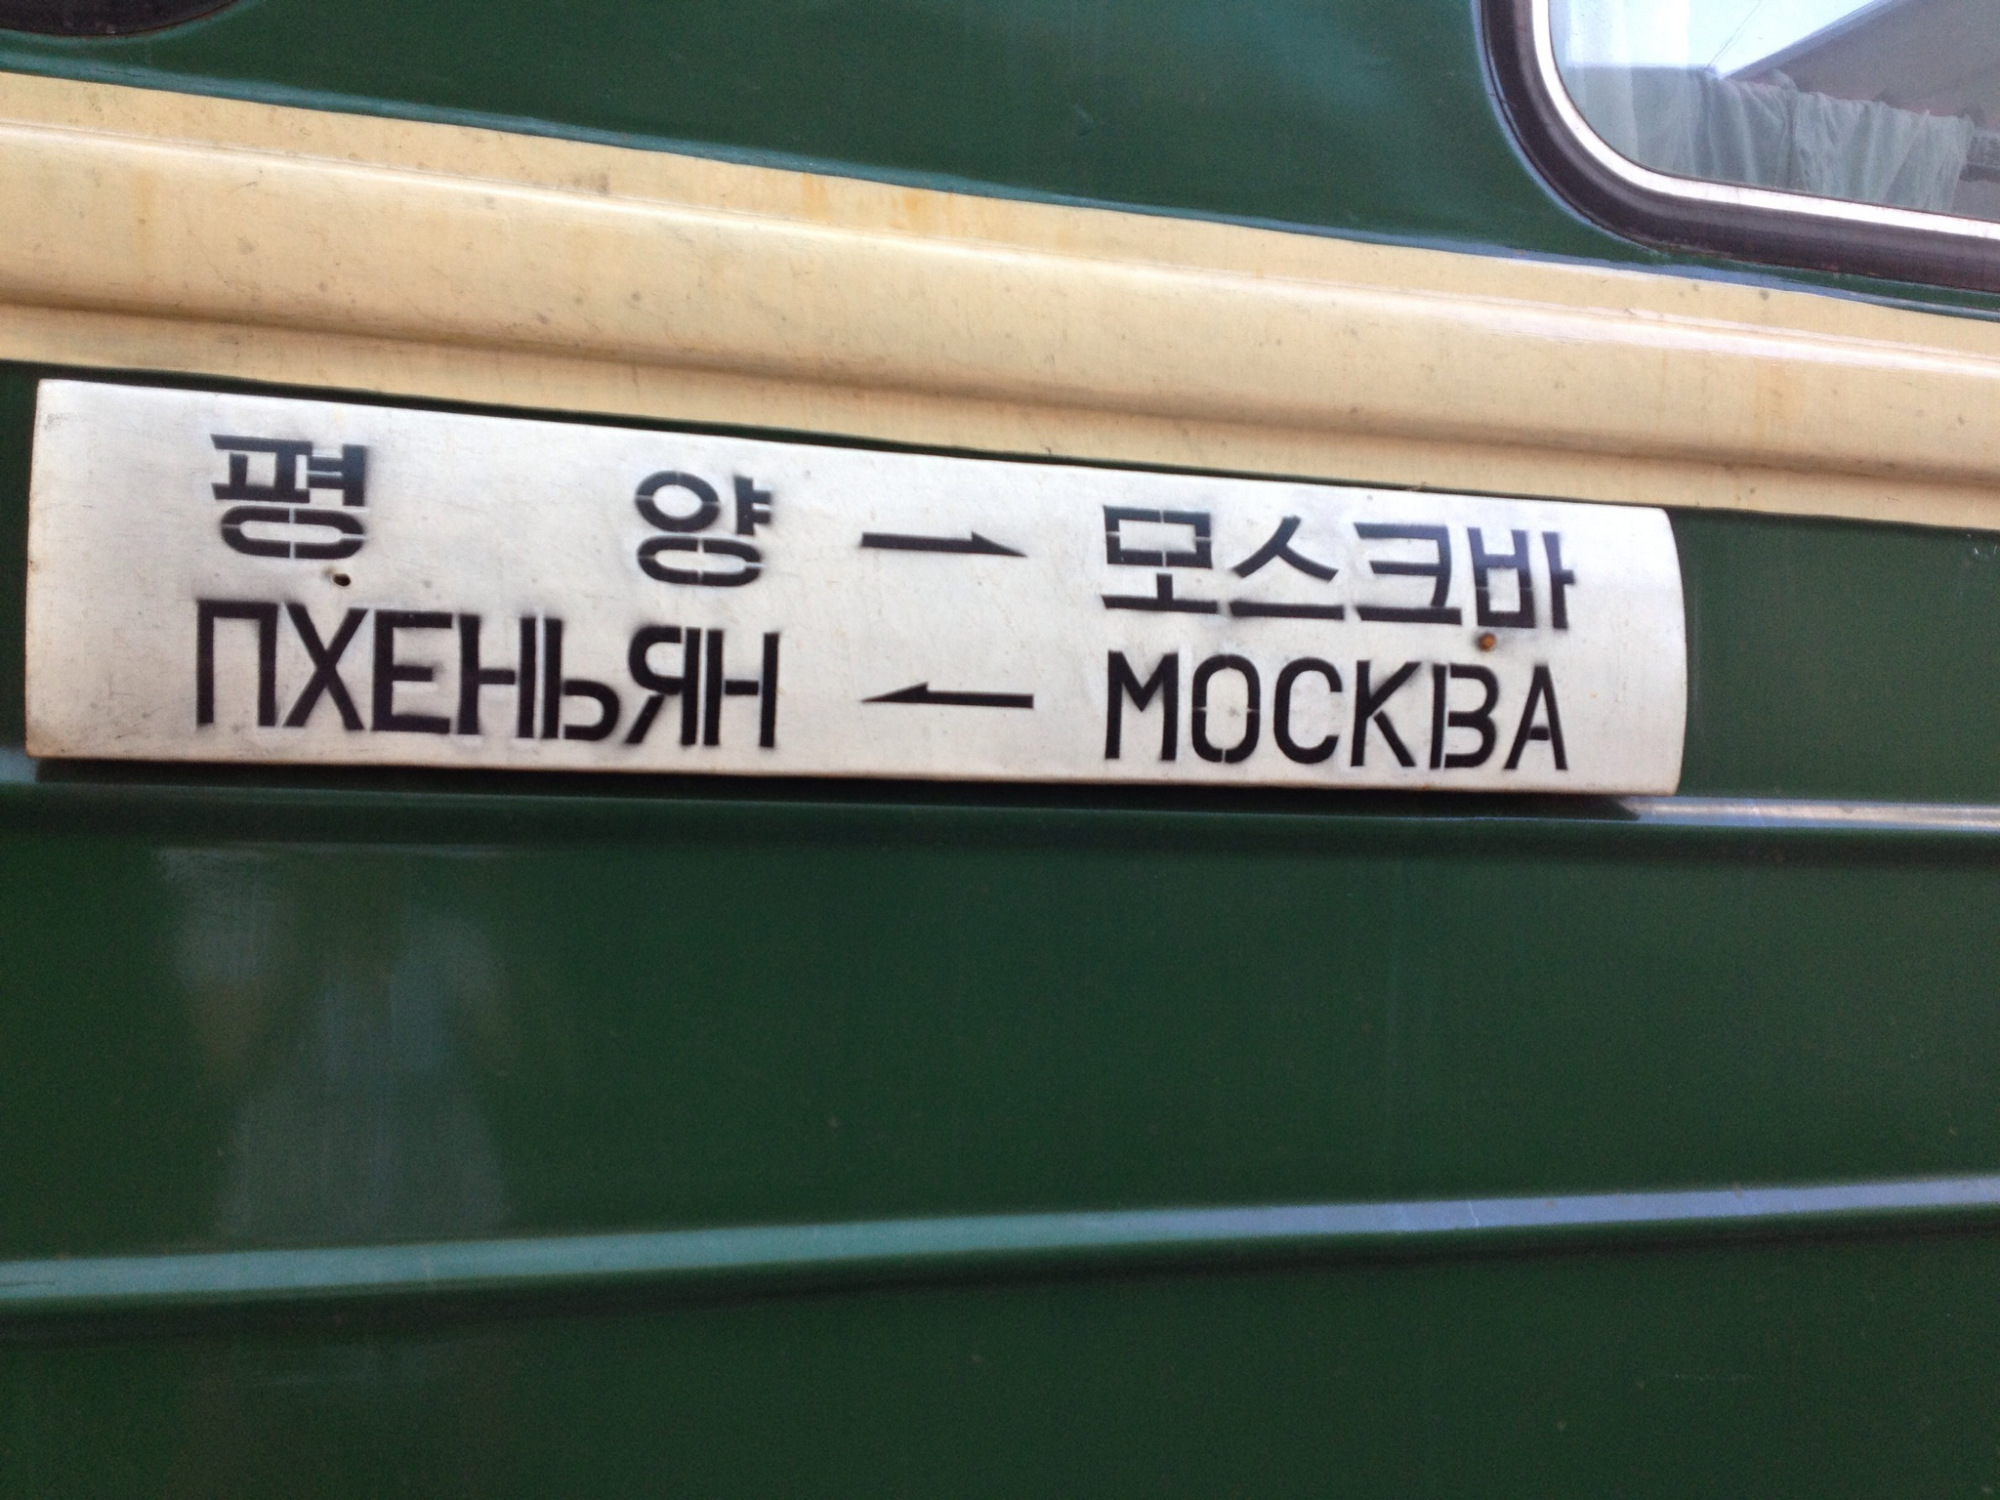 평 양 → 모스크바
ПХЕНЬЯН ← МОСКВА